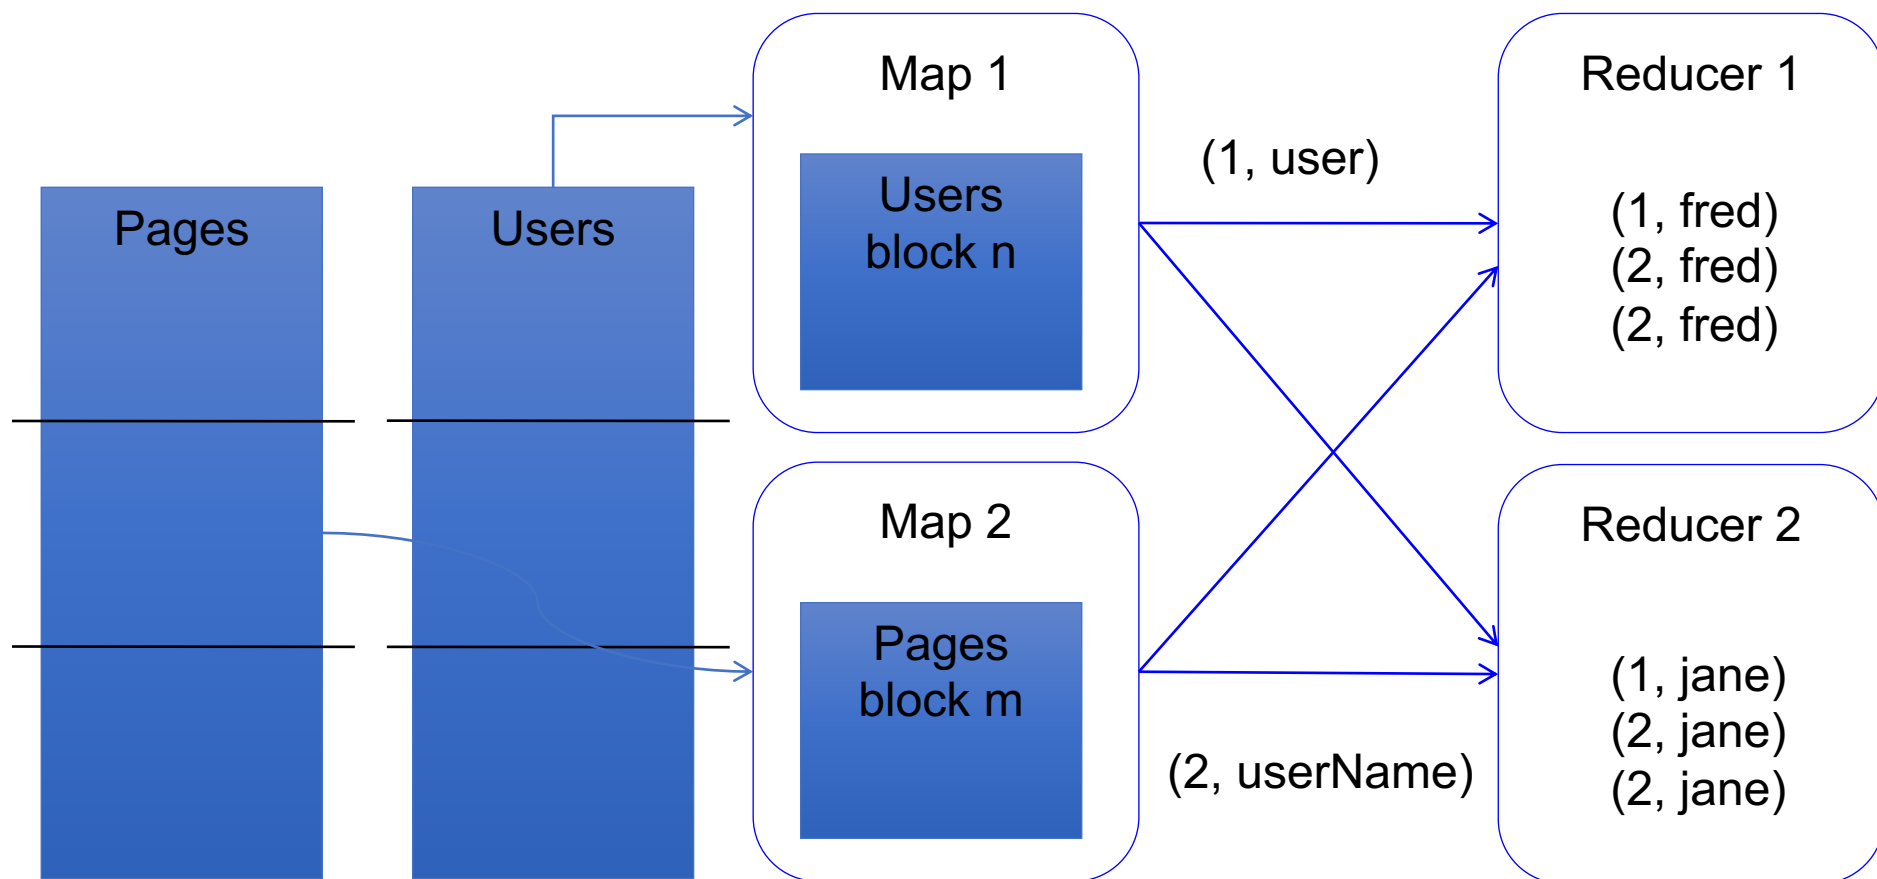 Pages
Users
Map 1
Users
block n
Map 2
Pages
block m
(1, user)
(2, userName)
Reducer 1
(1, fred)
(2, fred)
(2, fred)
Reducer 2
(1, jane)
(2, jane)
(2, jane)